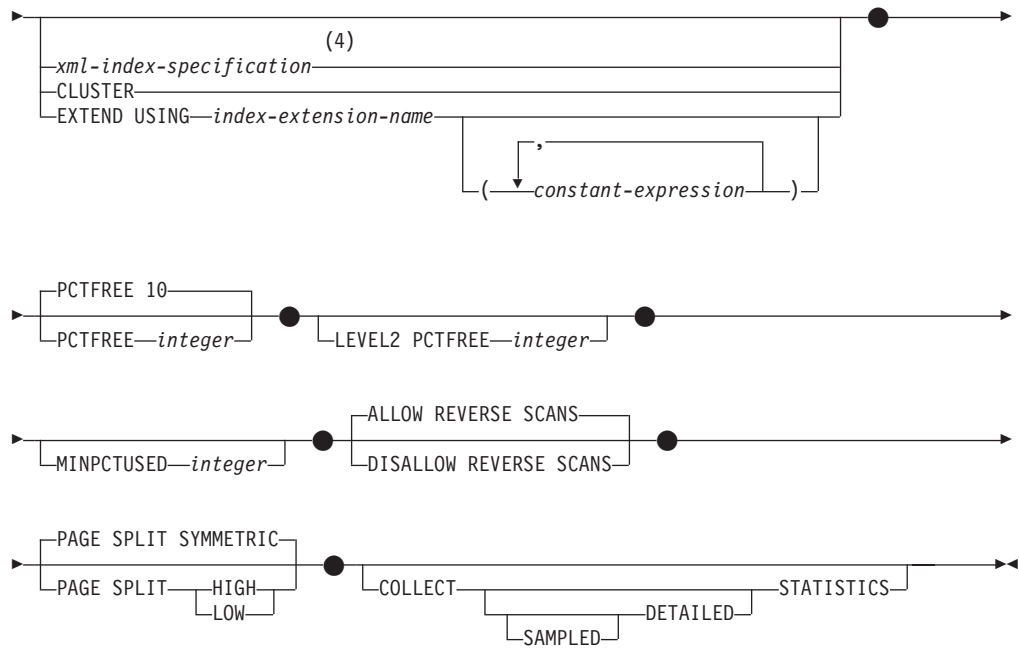 (4)
xml-index-specification
CLUSTER
EXTEND USING index-extension-name
,
( constant-expression )
PCTFREE 10
PCTFREE integer
LEVEL2 PCTFREE integer
ALLOW REVERSE SCANS
MINPCTUSED integer
DISALLOW REVERSE SCANS
PAGE SPLIT SYMMETRIC
PAGE SPLIT HIGH
LOW
COLLECT STATISTICS
DETAILED
SAMPLED